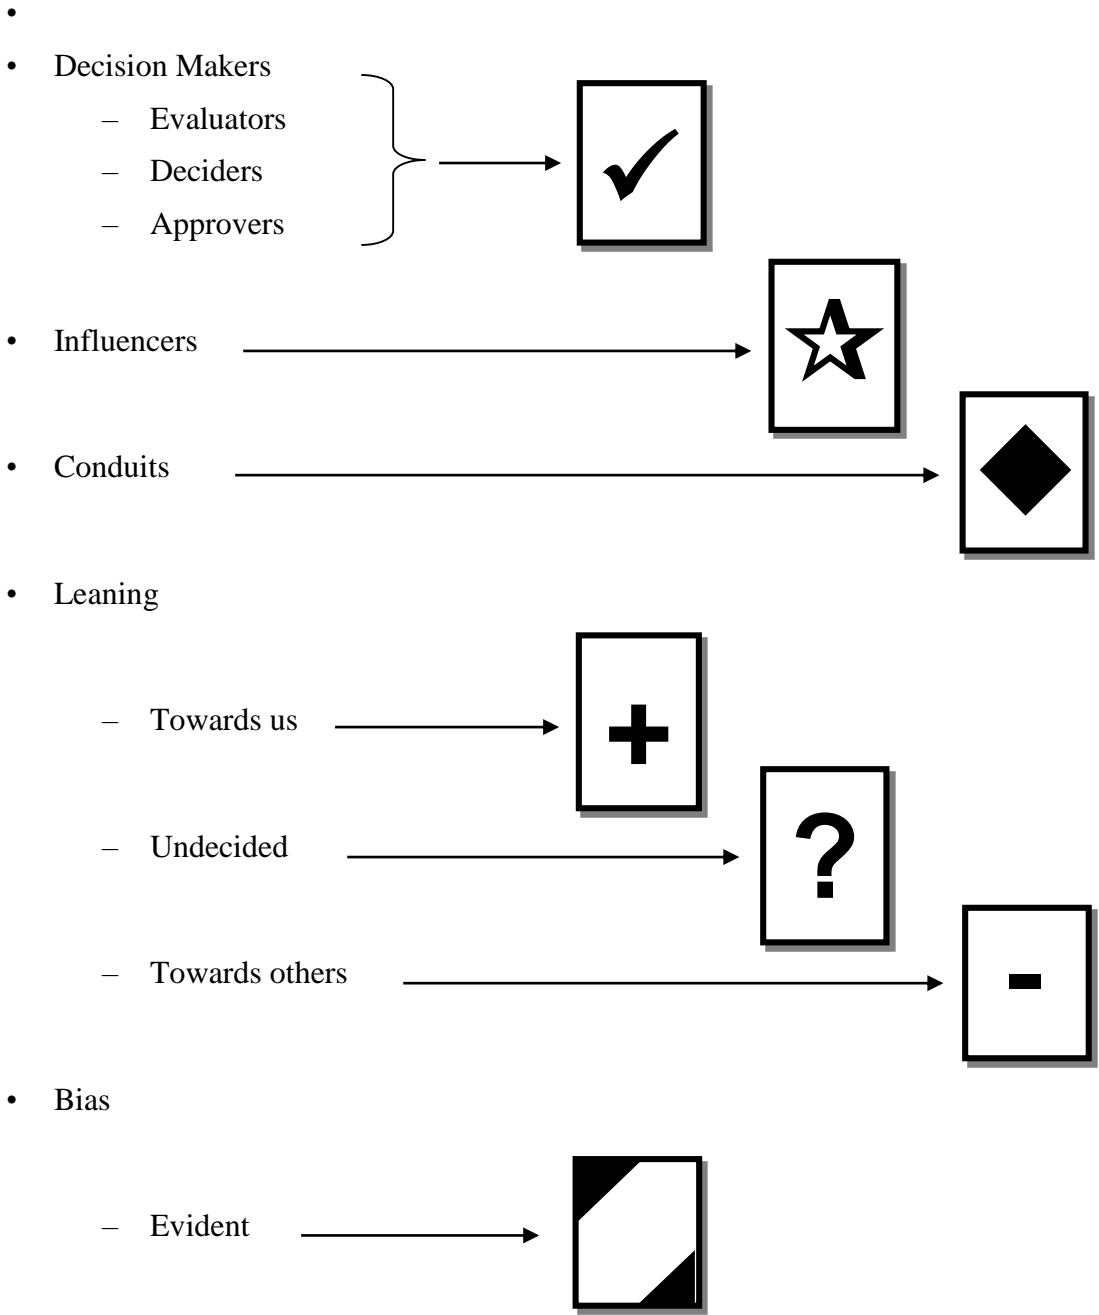 •
• Decision Makers
– Evaluators
– Deciders
– Approvers
✓
• Influencers
☆
• Conduits
◆
• Leaning
– Towards us
+
– Undecided
?
– Towards others
-
• Bias
– Evident